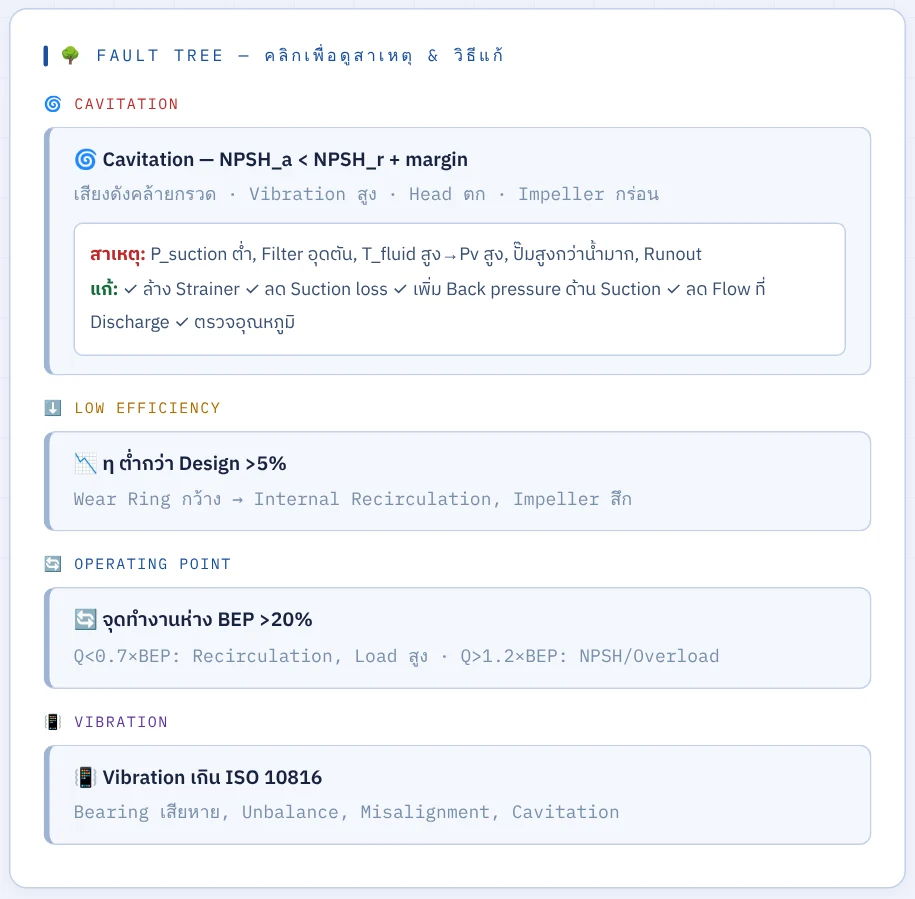 🌳 FAULT TREE — คลิกเพื่อดูสาเหตุ & วิธีแก้
🌀 CAVITATION
🌀 Cavitation — NPSH_a < NPSH_r + margin
เสียงดังคล้ายกรวด · Vibration สูง · Head ตก · Impeller กร่อน
สาเหตุ: P_suction ต่ำ, Filter อุดตัน, T_fluid สูง→Pv สูง, ปั๊มสูงกว่าน้ำมาก, Runout
แก้: ✓ ล้าง Strainer ✓ ลด Suction loss ✓ เพิ่ม Back pressure ด้าน Suction ✓ ลด Flow ที่
Discharge ✓ ตรวจอุณหภูมิ
⬇️ LOW EFFICIENCY
📉 η ต่ำกว่า Design >5%
Wear Ring กว้าง → Internal Recirculation, Impeller สึก
🔄 OPERATING POINT
🔄 จุดทำงานห่าง BEP >20%
Q<0.7×BEP: Recirculation, Load สูง · Q>1.2×BEP: NPSH/Overload
📳 VIBRATION
📳 Vibration เกิน ISO 10816
Bearing เสียหาย, Unbalance, Misalignment, Cavitation